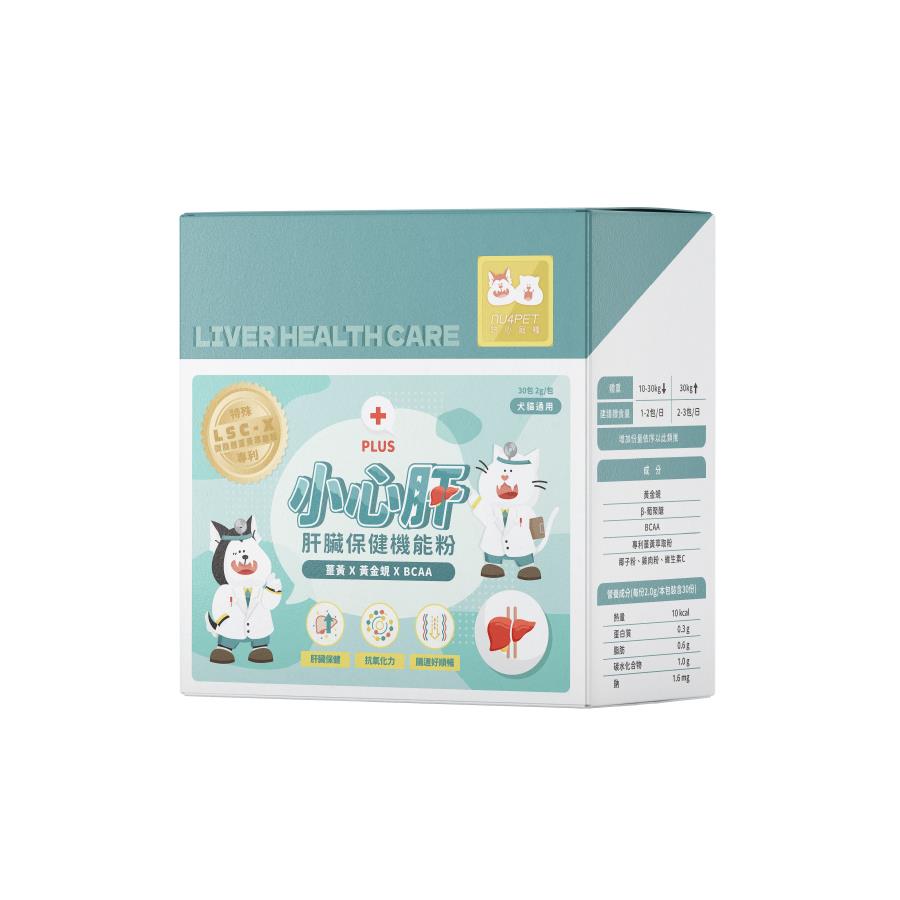 LIVER HEALTH CARE
nU4PET
30包 2g/包
犬貓通用
特殊
LSC-X
專利
PLUS
小心肝
肝臟保健機能粉
薑黃 X 黃金蜆 X BCAA
肝臟保健
抗氧化力
腸道好順暢
體重 10-30kg↓ 30kg↑
建議餵食量 1-2包/日 2-3包/日
增加份量依序以此類推
成 分
黃金蜆
β-葡聚醣
BCAA
專利薑黃萃取粉
椰子粉、雞肉粉、維生素C
營養成分(每份2.0g/本包裝含30份)
熱量 10 kcal
蛋白質 0.3 g
脂肪 0.6 g
碳水化合物 1.0 g
鈉 1.6 mg